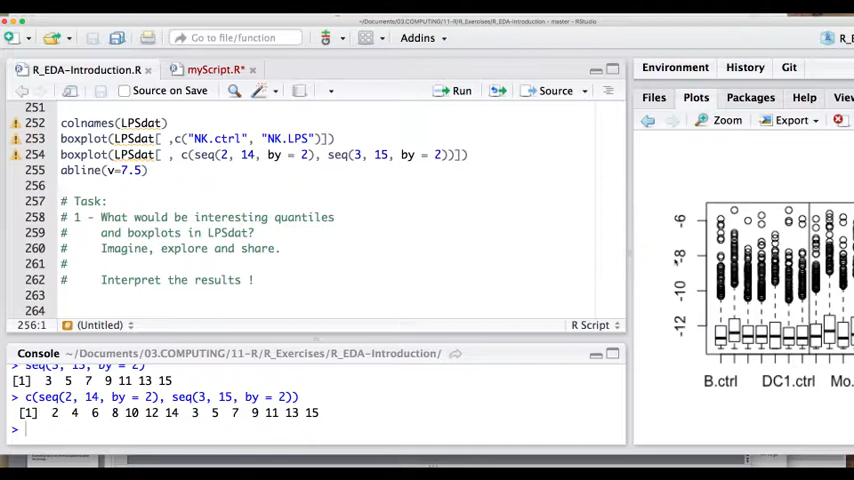 ~/Documents/03.COMPUTING/11-R/R_Exercises/R_EDA-Introduction - master - RStudio
Go to file/function
Addins
R_EDA-Introduction.R
myScript.R*
Source on Save
Run
Source
251
252 colnames(LPSdat)
253 boxplot(LPSdat[ ,c("NK.ctrl", "NK.LPS")])
254 boxplot(LPSdat[ , c(seq(2, 14, by = 2), seq(3, 15, by = 2))])
255 abline(v=7.5)
256
257 # Task:
258 # 1 - What would be interesting quantiles
259 # and boxplots in LPSdat?
260 # Imagine, explore and share.
261 #
262 # Interpret the results !
263
264
256:1 (Untitled) R Script
Console ~/Documents/03.COMPUTING/11-R/R_Exercises/R_EDA-Introduction/
> seq(3, 15, by = 2)
[1] 3 5 7 9 11 13 15
> c(seq(2, 14, by = 2), seq(3, 15, by = 2))
[1] 2 4 6 8 10 12 14 3 5 7 9 11 13 15
>
Environment History Git
Files Plots Packages Help
Zoom Export
-6
-8
-10
-12
B.ctrl DC1.ctrl Mo.